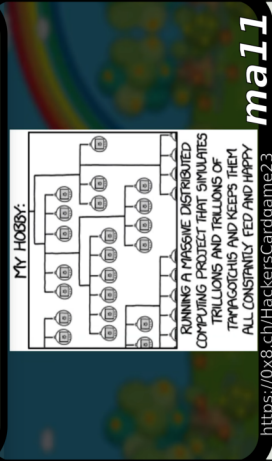 MY HOBBY:
RUNNING A MASSIVE DISTRIBUTED
COMPUTING PROJECT THAT SIMULATES
TRILLIONS AND TRILLIONS OF
TAMAGOTCHIS AND KEEPS THEM
ALL CONSTANTLY FED AND HAPPY
ma11
https://0x8.ch/HackersCardgame23